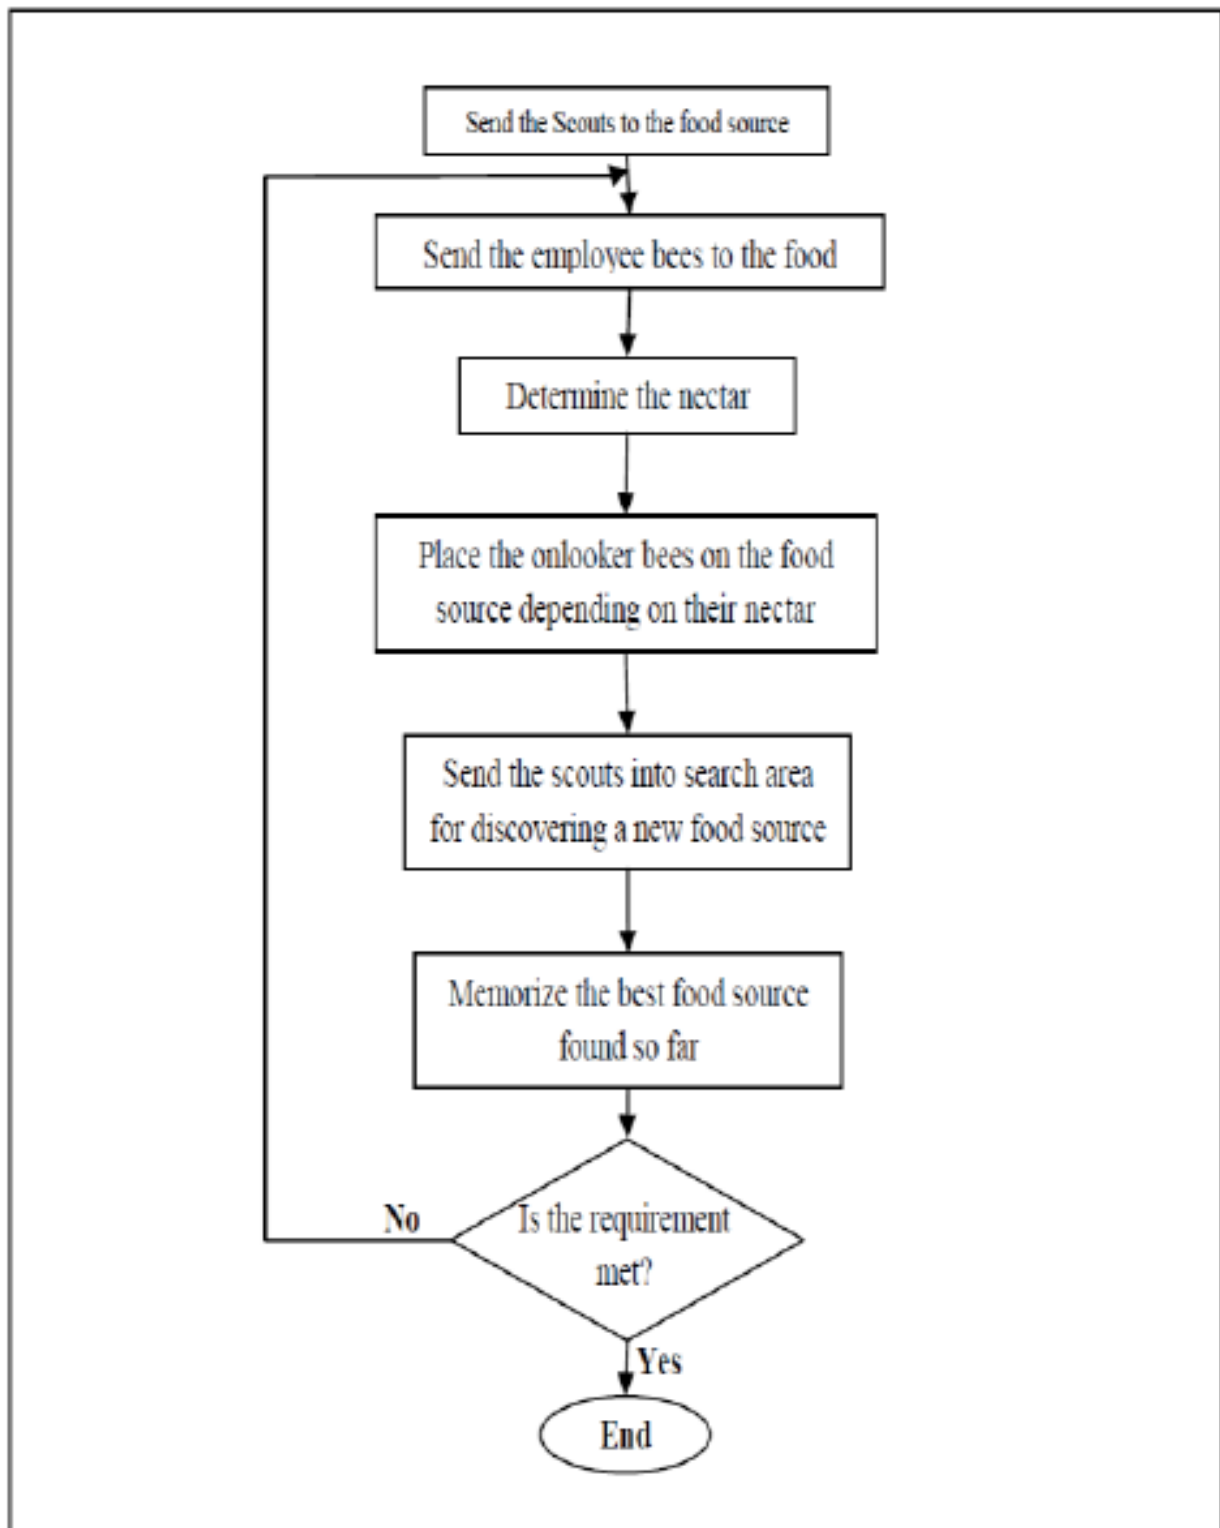 Send the Scouts to the food source
Send the employee bees to the food
Determine the nectar
Place the onlooker bees on the food
source depending on their nectar
Send the scouts into search area
for discovering a new food source
Memorize the best food source
found so far
Is the requirement
met?
No
Yes
End